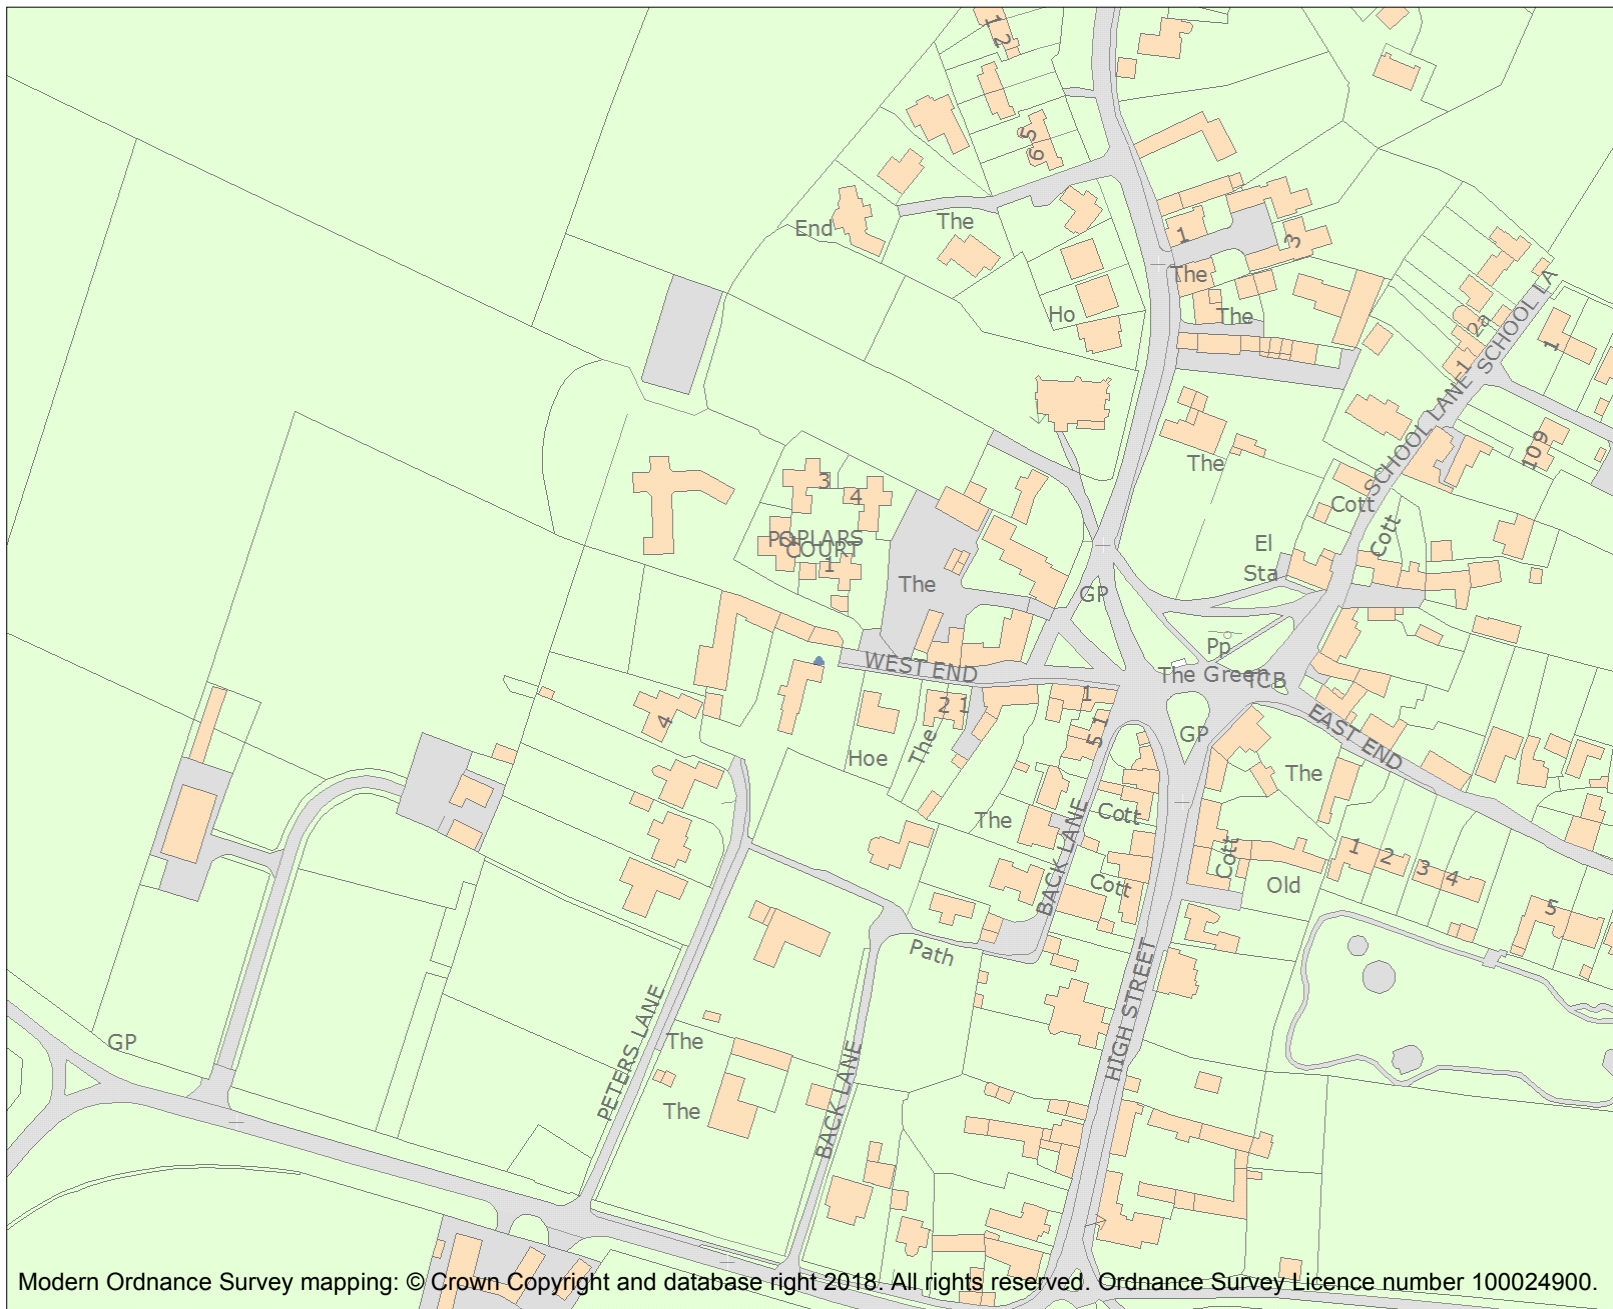 1 2
5 6
End
The
1
3
The
The
Ho
SCHOOL LA
2a
1
1
SCHOOL LANE
10 9
The
Cott
Cott
3
4
POPLARS
COURT
1
El
Sta
The
GP
Pp
WEST END
The Green
TCB
1
2 1
5 1
4
GP
EAST END
Hoe
The
The
The
Cott
BACK LANE
Cott
Cott
1
2
3
4
Old
5
Path
HIGH STREET
GP
PETERS LANE
The
The
BACK LANE
Modern Ordnance Survey mapping: © Crown Copyright and database right 2018. All rights reserved. Ordnance Survey Licence number 100024900.